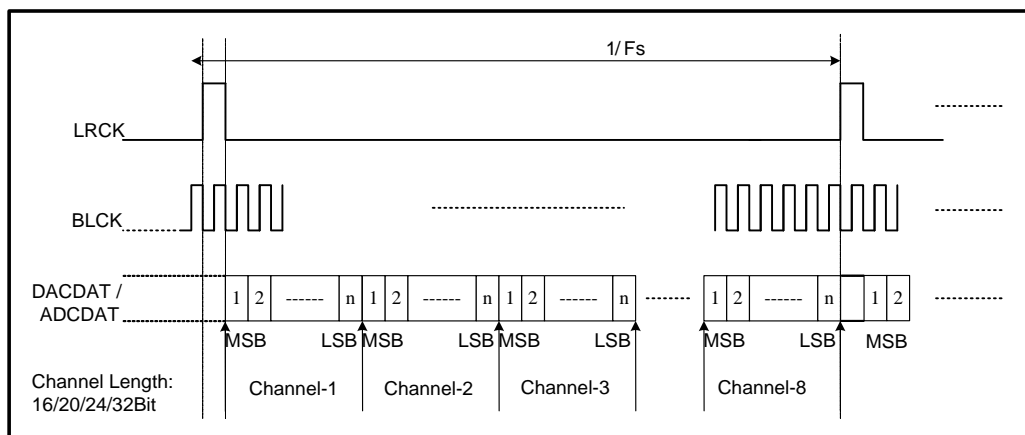 1/ Fs
LRCK
BLCK
DACDAT /
ADCDAT
1 2 ------ n 1 2 ------ n 1 2 ------ n 1 2 ------ n 1 2
MSB LSB MSB LSB MSB LSB MSB LSB MSB
Channel Length:
16/20/24/32Bit
Channel-1 Channel-2 Channel-3 Channel-8